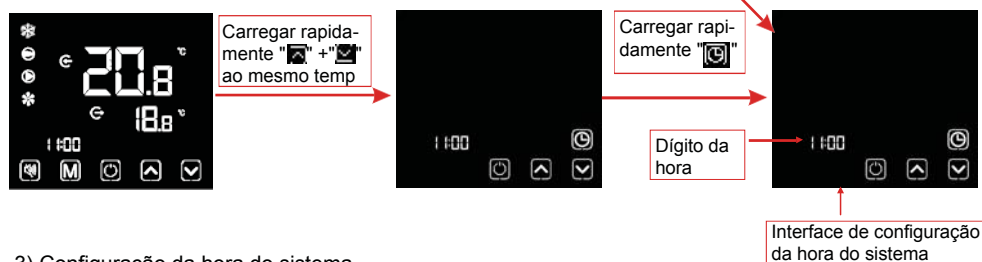 Carregar rapida-
mente "" +""
ao mesmo temp
Carregar rapi-
damente ""
20.8 °C
18.8 °C
11:00
M
11:00
Dígito da
hora
11:00
Interface de configuração
da hora do sistema
3) Configuração da hora do sistema